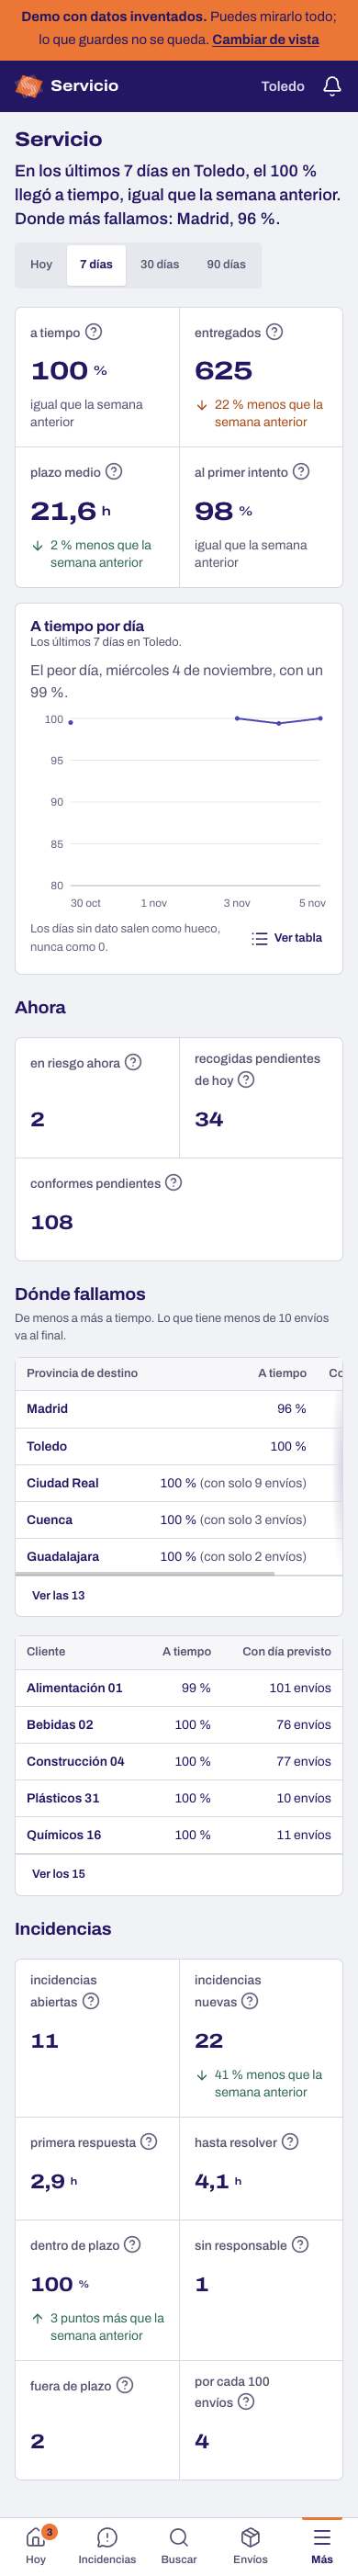 Demo con datos inventados. Puedes mirarlo todo;
lo que guardes no se queda. Cambiar de vista
Servicio
Toledo
Servicio
En los últimos 7 días en Toledo, el 100 %
llegó a tiempo, igual que la semana anterior.
Donde más fallamos: Madrid, 96 %.
Hoy 7 días 30 días 90 días
a tiempo
100 %
igual que la semana
anterior
entregados
625
22 % menos que la
semana anterior
plazo medio
21,6 h
2 % menos que la
semana anterior
al primer intento
98 %
igual que la semana
anterior
A tiempo por día
Los últimos 7 días en Toledo.
El peor día, miércoles 4 de noviembre, con un
99 %.
100
95
90
85
80
30 oct 1 nov 3 nov 5 nov
Los días sin dato salen como hueco,
nunca como 0.
Ver tabla
Ahora
en riesgo ahora
2
recogidas pendientes
de hoy
34
conformes pendientes
108
Dónde fallamos
De menos a más a tiempo. Lo que tiene menos de 10 envíos
va al final.
Provincia de destino A tiempo Co
Madrid 96 %
Toledo 100 %
Ciudad Real 100 % (con solo 9 envíos)
Cuenca 100 % (con solo 3 envíos)
Guadalajara 100 % (con solo 2 envíos)
Ver las 13
Cliente A tiempo Con día previsto
Alimentación 01 99 % 101 envíos
Bebidas 02 100 % 76 envíos
Construcción 04 100 % 77 envíos
Plásticos 31 100 % 10 envíos
Químicos 16 100 % 11 envíos
Ver los 15
Incidencias
incidencias
abiertas
11
incidencias
nuevas
22
41 % menos que la
semana anterior
primera respuesta
2,9 h
hasta resolver
4,1 h
dentro de plazo
100 %
3 puntos más que la
semana anterior
sin responsable
1
fuera de plazo
2
por cada 100
envíos
4
3
Hoy Incidencias Buscar Envíos Más